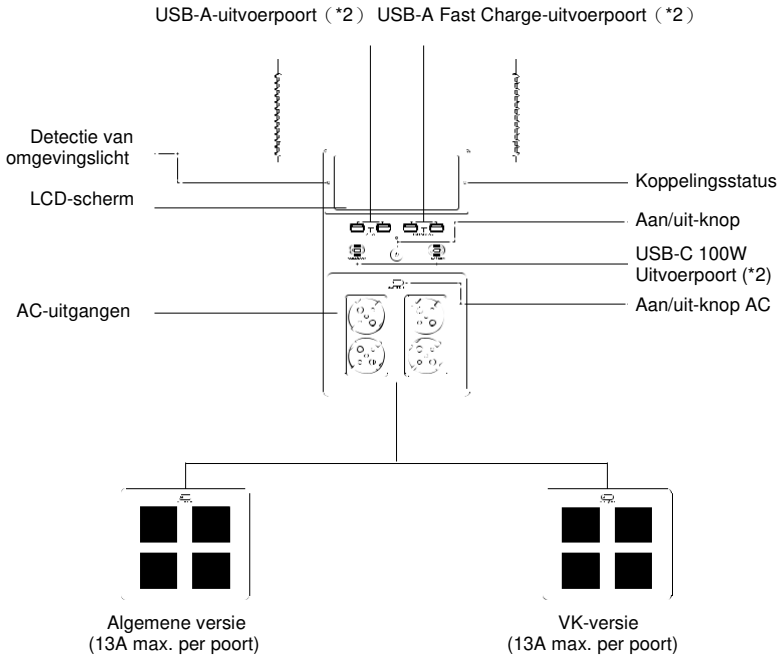 USB-A-uitvoerpoort（*2） USB-A Fast Charge-uitvoerpoort（*2）
Detectie van
omgevingslicht
LCD-scherm
AC-uitgangen
Koppelingsstatus
Aan/uit-knop
USB-C 100W
Uitvoerpoort (*2)
Aan/uit-knop AC
Algemene versie
(13A max. per poort)
VK-versie
(13A max. per poort)